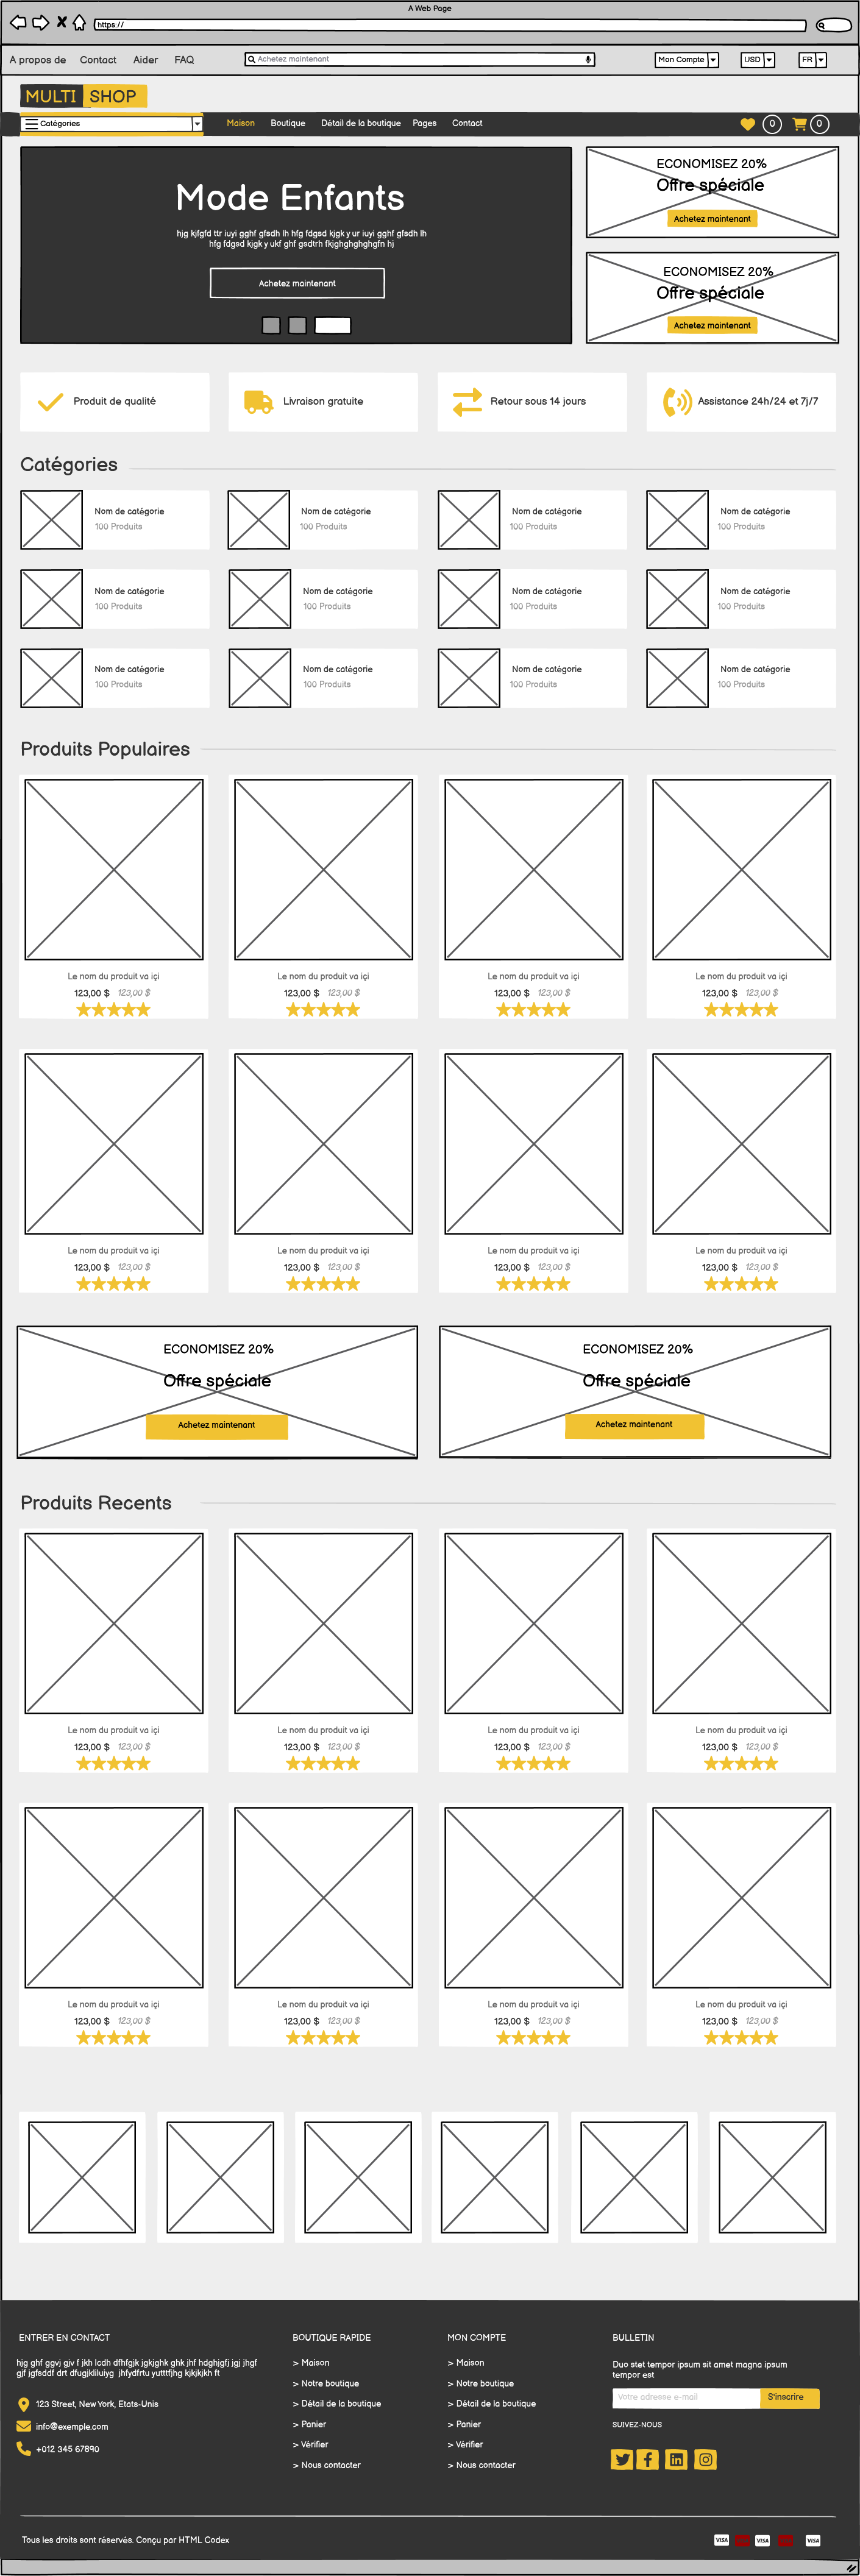 A Web Page
https://
A propos de Contact Aider FAQ Achetez maintenant Mon Compte USD FR
MULTI SHOP
Catégories Maison Boutique Détail de la boutique Pages Contact 0 0
Mode Enfants
hjg kjfgfd ttr iuyi gghf gfsdh lh hfg fdgsd kjgk y ur iuyi gghf gfsdh lh
hfg fdgsd kjgk y ukf ghf gsdtrh fkjghghghghgfn hj
Achetez maintenant
ECONOMISEZ 20%
Offre spéciale
Achetez maintenant
ECONOMISEZ 20%
Offre spéciale
Achetez maintenant
Produit de qualité Livraison gratuite Retour sous 14 jours Assistance 24h/24 et 7j/7
Catégories
Nom de catégorie Nom de catégorie Nom de catégorie Nom de catégorie
100 Produits 100 Produits 100 Produits 100 Produits
Nom de catégorie Nom de catégorie Nom de catégorie Nom de catégorie
100 Produits 100 Produits 100 Produits 100 Produits
Nom de catégorie Nom de catégorie Nom de catégorie Nom de catégorie
100 Produits 100 Produits 100 Produits 100 Produits
Produits Populaires
Le nom du produit va içi Le nom du produit va içi Le nom du produit va içi Le nom du produit va içi
123,00 $ 123,00 $ 123,00 $ 123,00 $ 123,00 $ 123,00 $ 123,00 $ 123,00 $
Le nom du produit va içi Le nom du produit va içi Le nom du produit va içi Le nom du produit va içi
123,00 $ 123,00 $ 123,00 $ 123,00 $ 123,00 $ 123,00 $ 123,00 $ 123,00 $
ECONOMISEZ 20% ECONOMISEZ 20%
Offre spéciale Offre spéciale
Achetez maintenant Achetez maintenant
Produits Recents
Le nom du produit va içi Le nom du produit va içi Le nom du produit va içi Le nom du produit va içi
123,00 $ 123,00 $ 123,00 $ 123,00 $ 123,00 $ 123,00 $ 123,00 $ 123,00 $
Le nom du produit va içi Le nom du produit va içi Le nom du produit va içi Le nom du produit va içi
123,00 $ 123,00 $ 123,00 $ 123,00 $ 123,00 $ 123,00 $ 123,00 $ 123,00 $
ENTRER EN CONTACT
hjg ghf ggvj gjv f jkh lcdh dfhfgjk jgkjghk ghk jhf hdghjgfj jgj jhgf
gjf jgfsddf drt dfugjkliluiyg jhfydfrtu yutttfjhg kjkjkjkh ft
123 Street, New York, Etats-Unis
info@exemple.com
+012 345 67890
BOUTIQUE RAPIDE
> Maison
> Notre boutique
> Détail de la boutique
> Panier
> Vérifier
> Nous contacter
MON COMPTE
> Maison
> Notre boutique
> Détail de la boutique
> Panier
> Vérifier
> Nous contacter
BULLETIN
Duo stet tempor ipsum sit amet magna ipsum
tempor est
Votre adresse e-mail S'inscrire
SUIVEZ-NOUS
Tous les droits sont réservés. Conçu par HTML Codex VISA VISA VISA